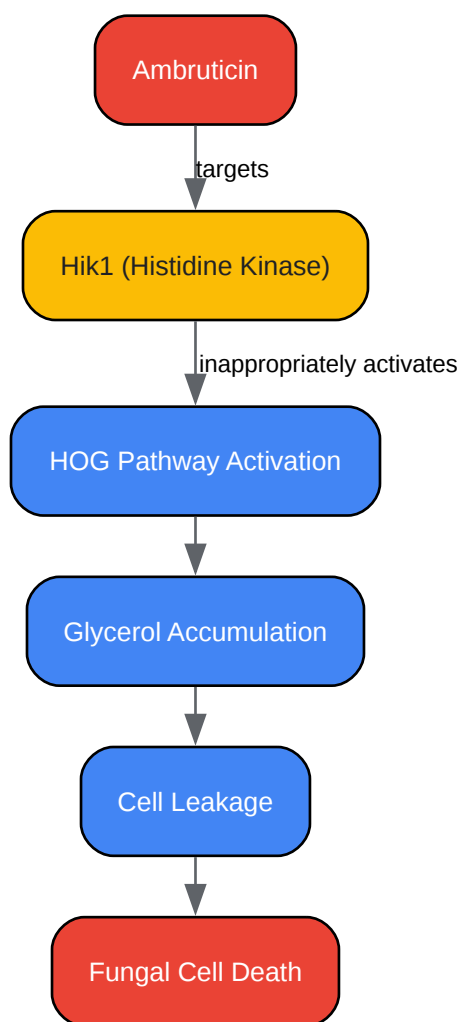 Ambruticin
targets
Hik1 (Histidine Kinase)
inappropriately activates
HOG Pathway Activation
Glycerol Accumulation
Cell Leakage
Fungal Cell Death